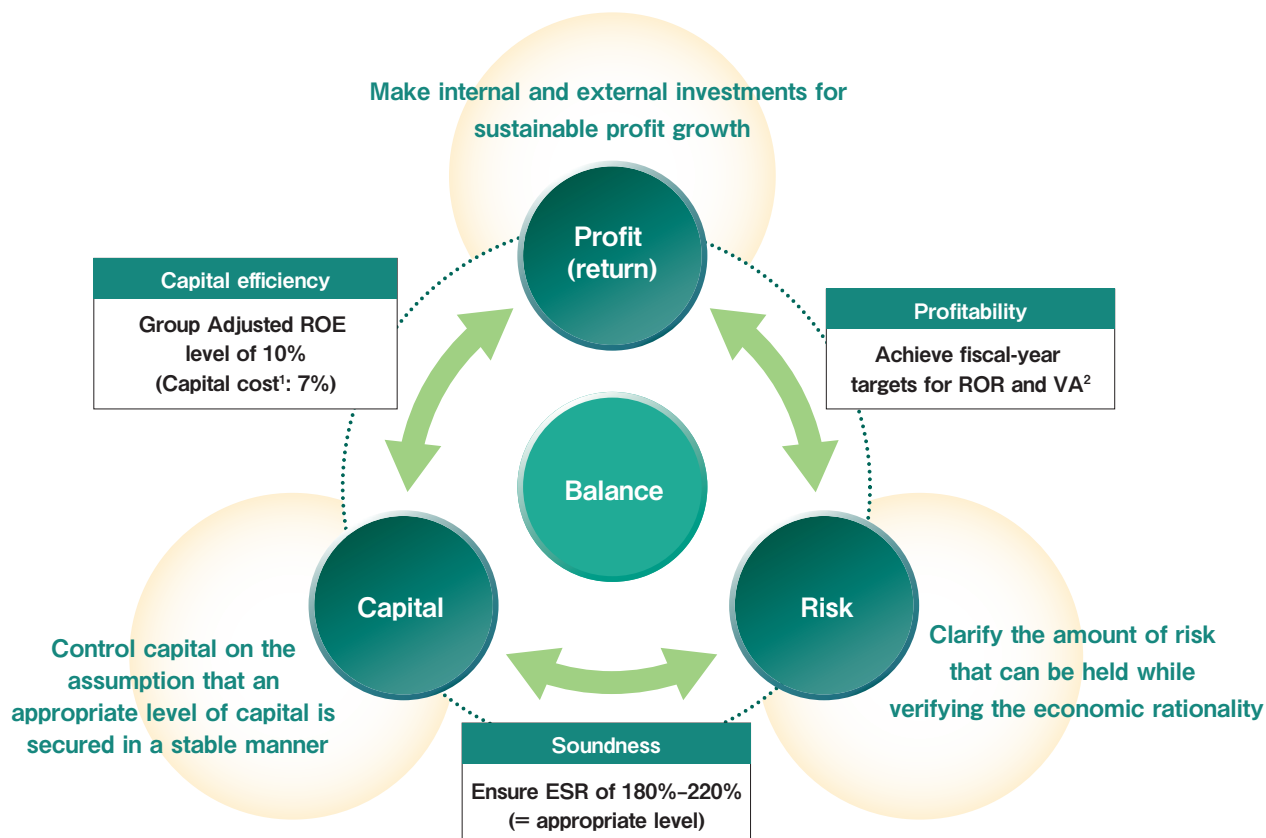 Make internal and external investments for
sustainable profit growth
Profit
(return)
Capital efficiency
Group Adjusted ROE
level of 10%
(Capital cost¹: 7%)
Profitability
Achieve fiscal-year
targets for ROR and VA²
Balance
Capital
Risk
Control capital on the
assumption that an
appropriate level of capital is
secured in a stable manner
Clarify the amount of risk
that can be held while
verifying the economic rationality
Soundness
Ensure ESR of 180%–220%
(= appropriate level)